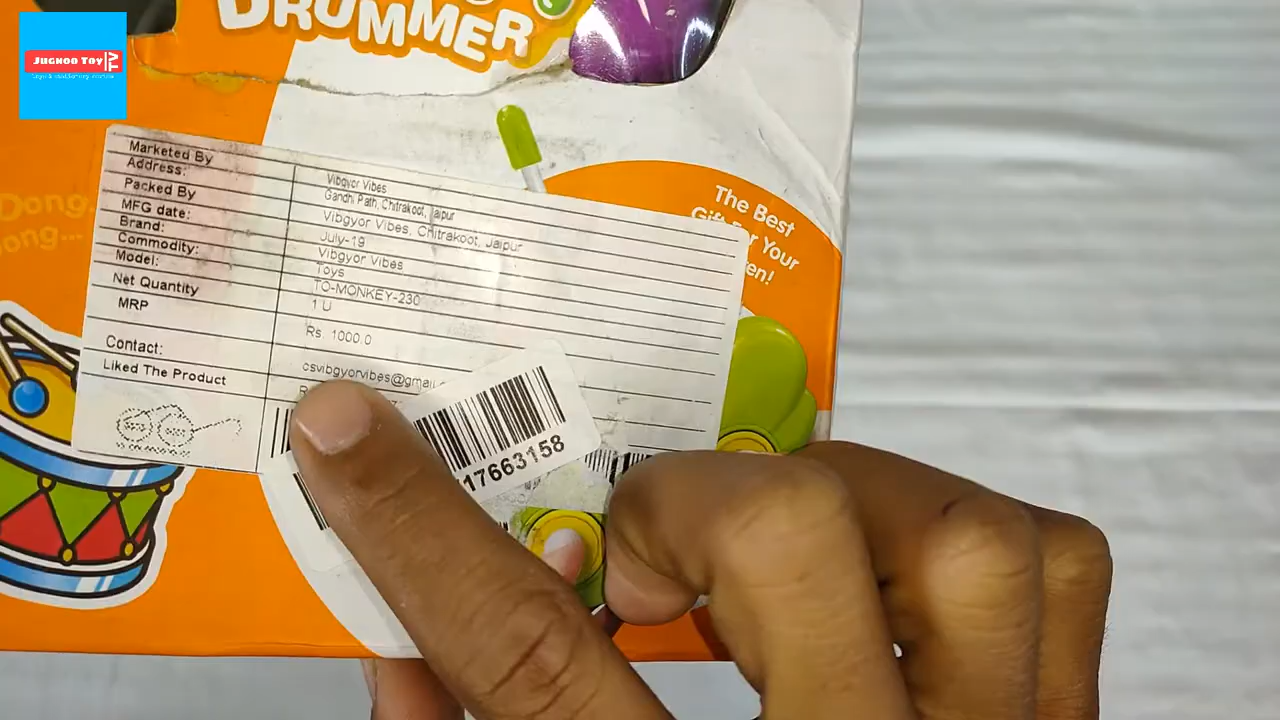 DRUMMER
JUGNOO TOY TV
Dong,
ong...
The Best
Your
en!
Marketed By Vibgyor Vibes
Address: Gandhi Path, Chitrakoot, Jaipur
Packed By Vibgyor Vibes, Chitrakoot, Jaipur
MFG date: July-19
Brand: Vibgyor Vibes
Commodity: Toys
Model: TO-MONKEY-230
Net Quantity 1 U
MRP Rs. 1000.0
Contact: csvibgyorvibes@gmail
Liked The Product
17663158